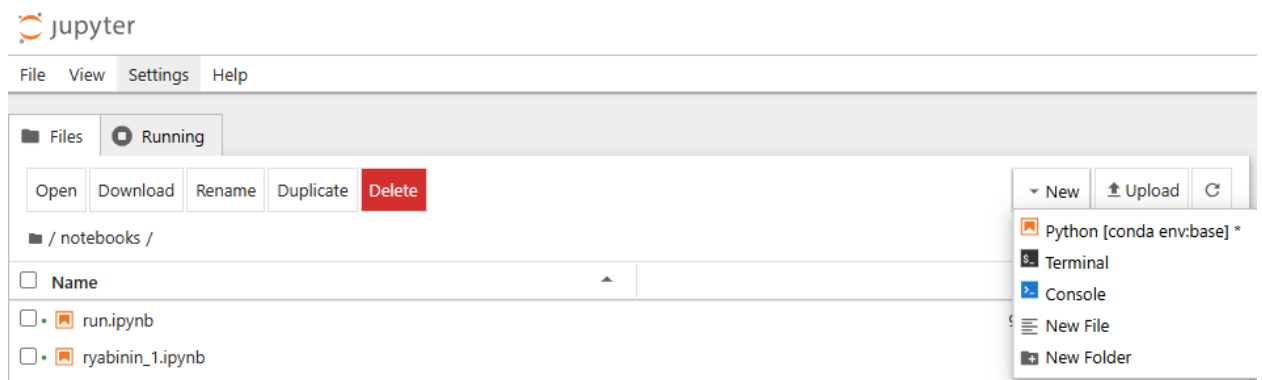 jupyter
File View Settings Help
Files Running
Open Download Rename Duplicate Delete New Upload
/ notebooks /
Python [conda env:base] *
Terminal
Name
Console
run.ipynb
New File
ryabinin_1.ipynb
New Folder